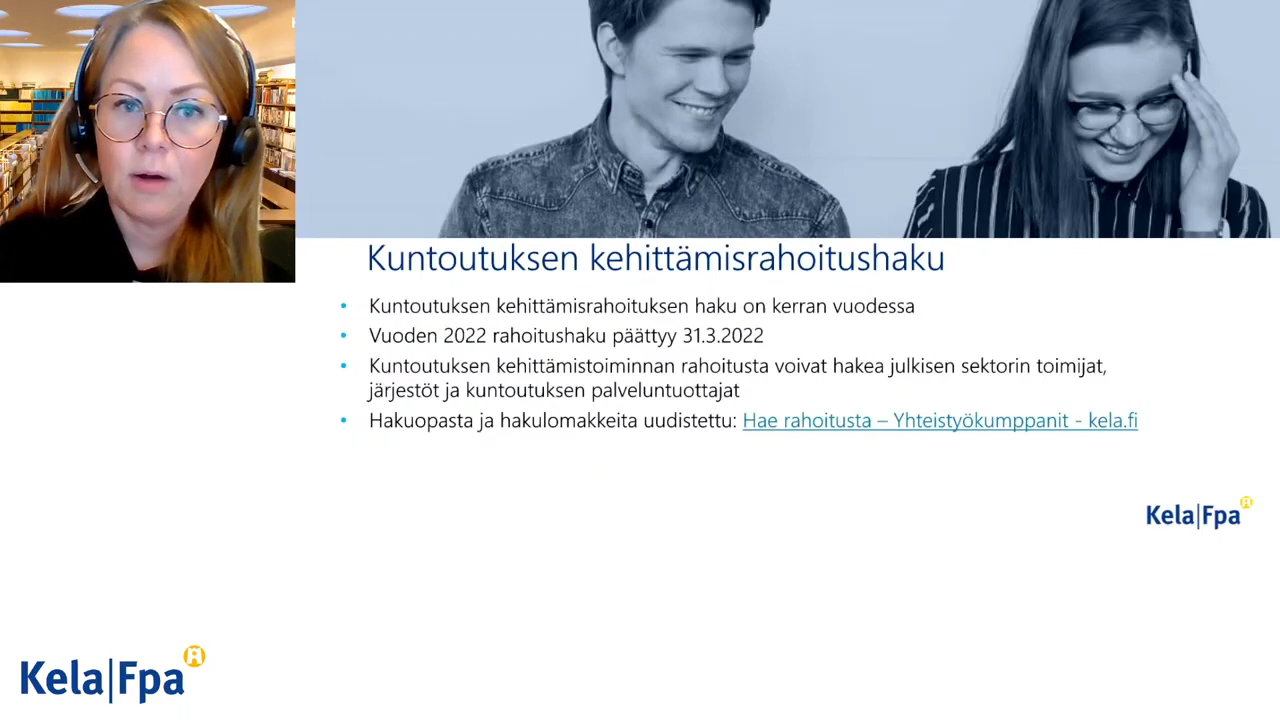 Kuntoutuksen kehittämisrahoitushaku
• Kuntoutuksen kehittämisrahoituksen haku on kerran vuodessa
• Vuoden 2022 rahoitushaku päättyy 31.3.2022
• Kuntoutuksen kehittämistoiminnan rahoitusta voivat hakea julkisen sektorin toimijat,
järjestöt ja kuntoutuksen palveluntuottajat
• Hakuopasta ja hakulomakkeita uudistettu: Hae rahoitusta – Yhteistyökumppanit - kela.fi
Kela|Fpa
Kela|Fpa